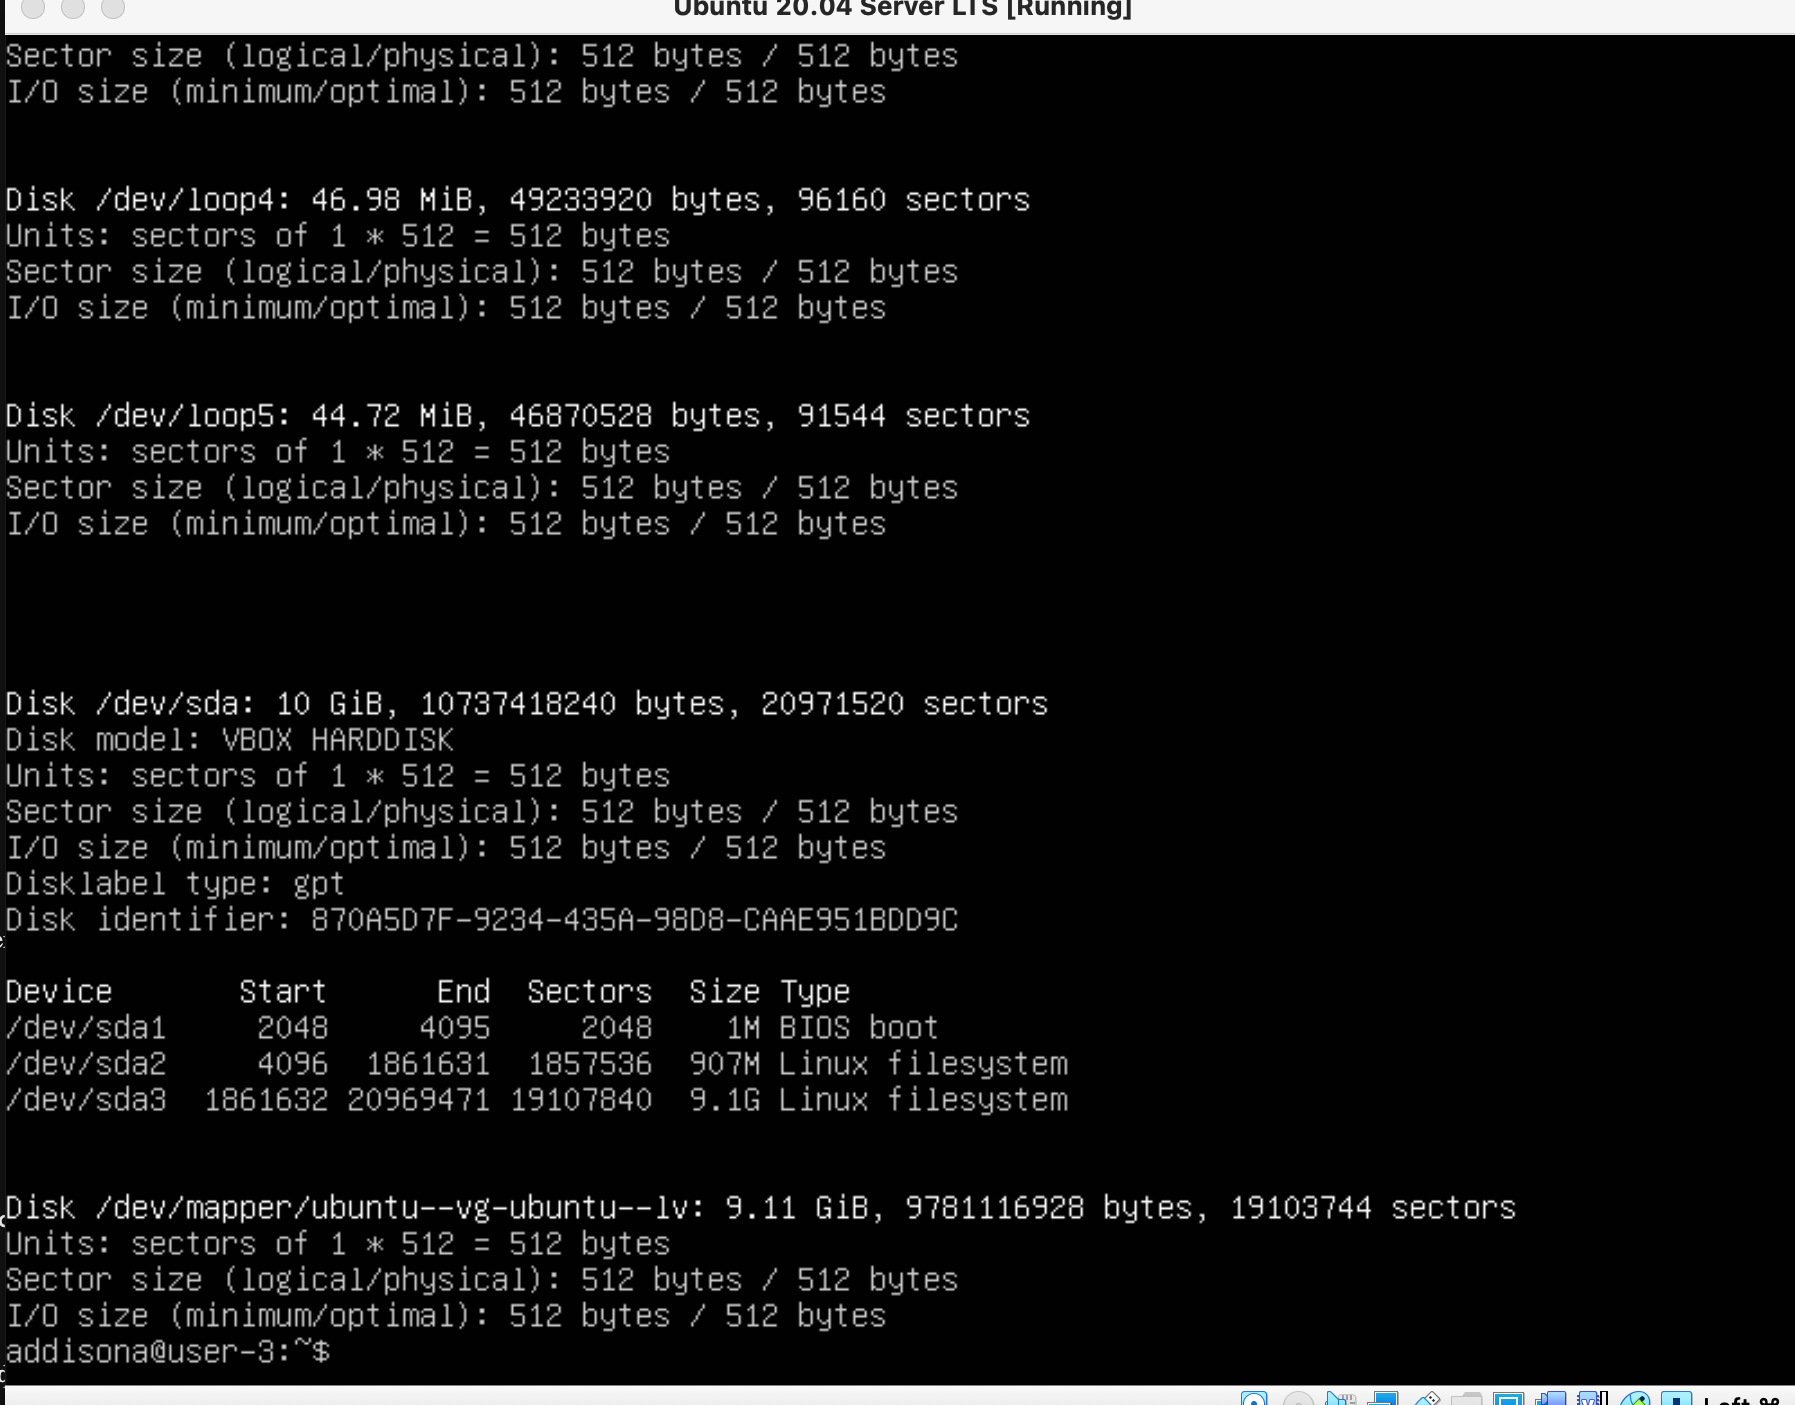 Ubuntu 20.04 Server LTS [Running]
Sector size (logical/physical): 512 bytes / 512 bytes
I/O size (minimum/optimal): 512 bytes / 512 bytes
Disk /dev/loop4: 46.98 MiB, 49233920 bytes, 96160 sectors
Units: sectors of 1 * 512 = 512 bytes
Sector size (logical/physical): 512 bytes / 512 bytes
I/O size (minimum/optimal): 512 bytes / 512 bytes
Disk /dev/loop5: 44.72 MiB, 46870528 bytes, 91544 sectors
Units: sectors of 1 * 512 = 512 bytes
Sector size (logical/physical): 512 bytes / 512 bytes
I/O size (minimum/optimal): 512 bytes / 512 bytes
Disk /dev/sda: 10 GiB, 10737418240 bytes, 20971520 sectors
Disk model: VBOX HARDDISK
Units: sectors of 1 * 512 = 512 bytes
Sector size (logical/physical): 512 bytes / 512 bytes
I/O size (minimum/optimal): 512 bytes / 512 bytes
Disklabel type: gpt
Disk identifier: 870A5D7F-9234-435A-98D8-CAAE951BDD9C
Device Start End Sectors Size Type
/dev/sda1 2048 4095 2048 1M BIOS boot
/dev/sda2 4096 1861631 1857536 907M Linux filesystem
/dev/sda3 1861632 20969471 19107840 9.1G Linux filesystem
Disk /dev/mapper/ubuntu--vg-ubuntu--lv: 9.11 GiB, 9781116928 bytes, 19103744 sectors
Units: sectors of 1 * 512 = 512 bytes
Sector size (logical/physical): 512 bytes / 512 bytes
I/O size (minimum/optimal): 512 bytes / 512 bytes
addisona@user-3:~$
Left ⌘